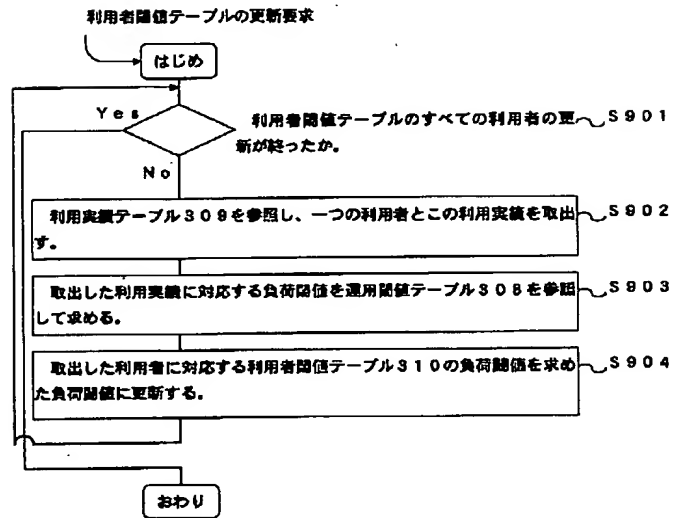 利用者閾値テーブルの更新要求
はじめ
Yes
利用者閾値テーブルのすべての利用者の更
新が終ったか。
S901
No
利用実績テーブル309を参照し、一つの利用者とこの利用実績を取出
す。
S902
取出した利用実績に対応する負荷閾値を運用閾値テーブル308を参照
して求める。
S903
取出した利用者に対応する利用者閾値テーブル310の負荷閾値を求め
た負荷閾値に更新する。
S904
おわり